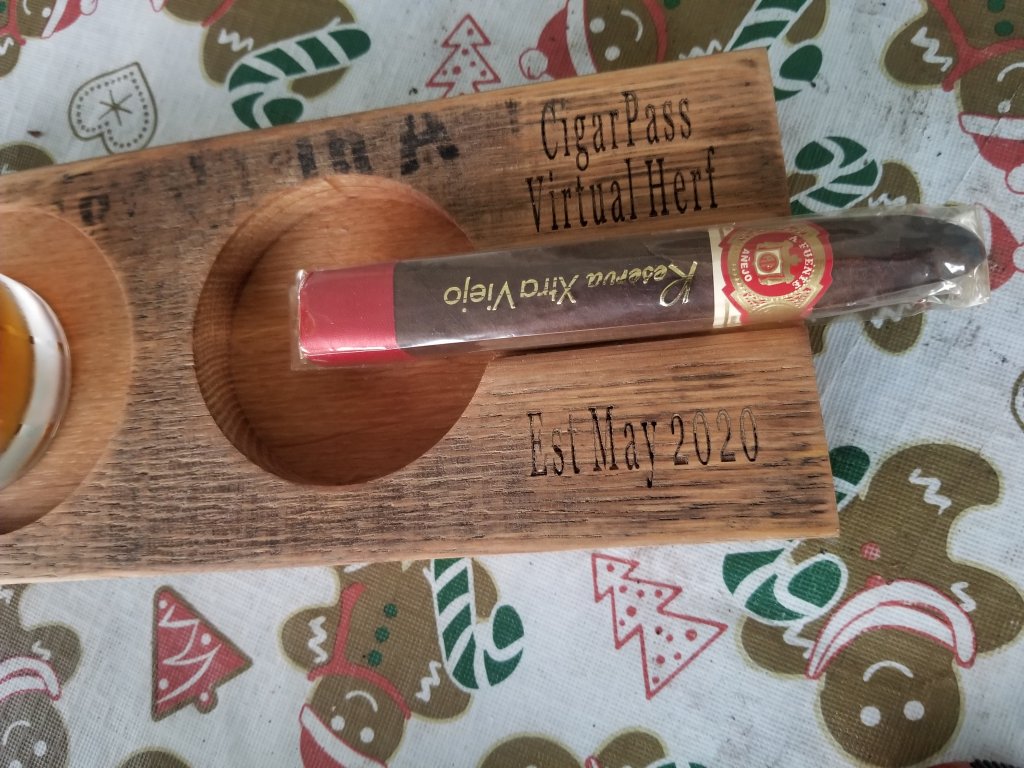 CigarPass
Virtual Herf
Reserva Xtra Viejo
A. FUENTE
AÑEJO
Est May 2020